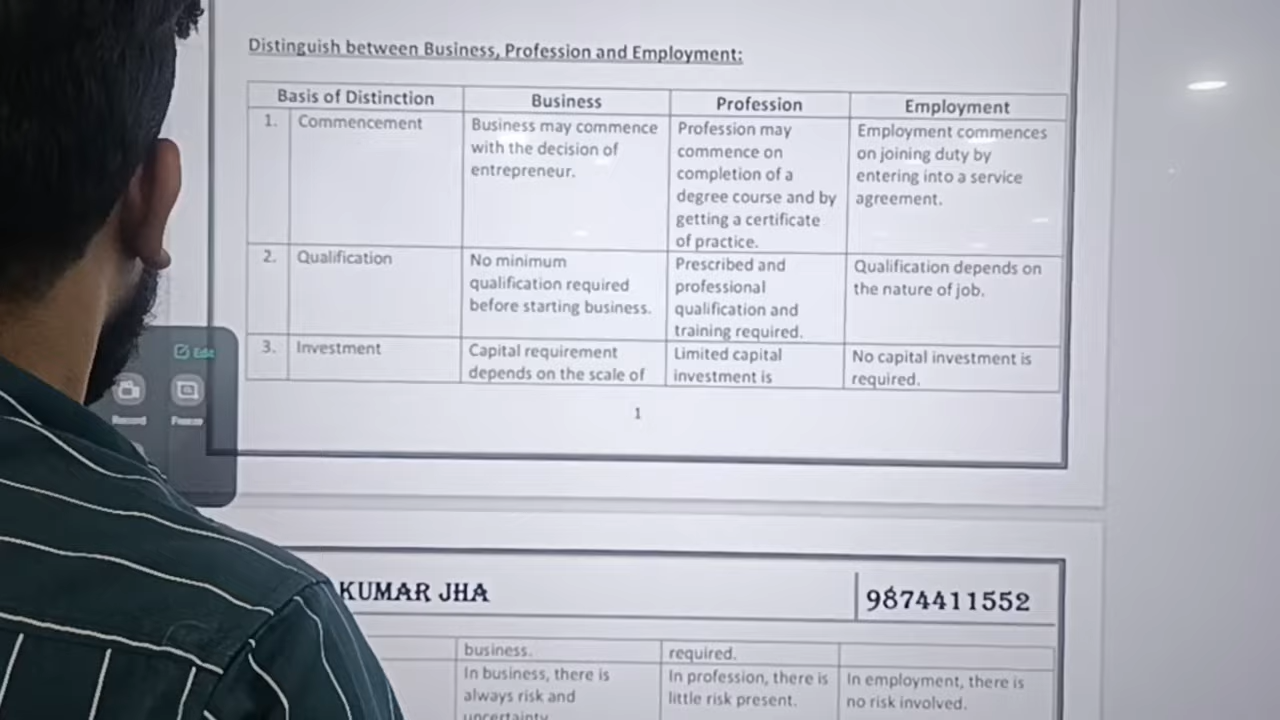 Distinguish between Business, Profession and Employment:
Basis of Distinction Business Profession Employment
1. Commencement
Business may commence
with the decision of
entrepreneur.
Profession may
commence on
completion of a
degree course and by
getting a certificate
of practice.
Employment commences
on joining duty by
entering into a service
agreement.
2. Qualification
No minimum
qualification required
before starting business.
Prescribed and
professional
qualification and
training required.
Qualification depends on
the nature of job.
3. Investment
Capital requirement
depends on the scale of
Limited capital
investment is
No capital investment is
required.
1
Edit
Record
Freeze
KUMAR JHA
9874411552
business.
required.
In business, there is
always risk and
uncertainty
In profession, there is
little risk present.
In employment, there is
no risk involved.